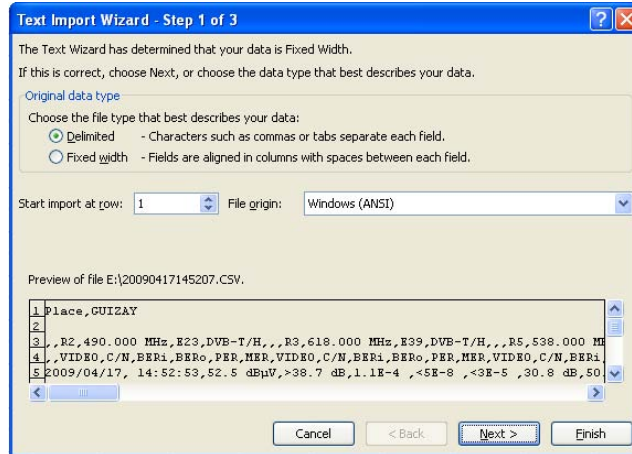 Text Import Wizard - Step 1 of 3
The Text Wizard has determined that your data is Fixed Width.
If this is correct, choose Next, or choose the data type that best describes your data.
Original data type
Choose the file type that best describes your data:
Delimited - Characters such as commas or tabs separate each field.
Fixed width - Fields are aligned in columns with spaces between each field.
Start import at row: 1 File origin: Windows (ANSI)
Preview of file E:\20090417145207.CSV.
1 Place,GUIZAY
2
3 ,,R2,490.000 MHz,E23,DVB-T/H,,,R3,618.000 MHz,E39,DVB-T/H,,,R5,538.000 MH
4 ,,VIDEO,C/N,BERi,BERo,PER,MER,VIDEO,C/N,BERi,BERo,PER,MER,VIDEO,C/N,BERi,
5 2009/04/17, 14:52:53,52.5 dBµV,>38.7 dB,1.1E-4 ,<5E-8 ,<3E-5 ,30.8 dB,50.
Cancel < Back Next > Finish